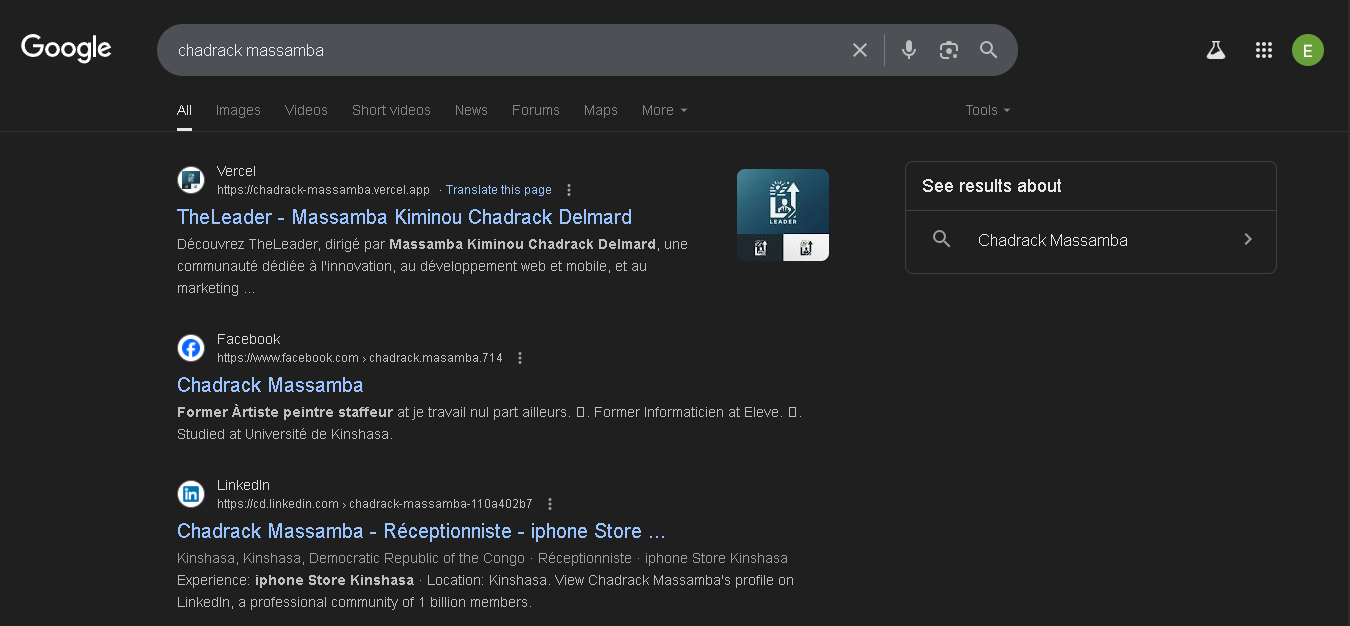 Google
chadrack massamba
E
All Images Videos Short videos News Forums Maps More Tools
Vercel
https://chadrack-massamba.vercel.app · Translate this page
TheLeader - Massamba Kiminou Chadrack Delmard
Découvrez TheLeader, dirigé par Massamba Kiminou Chadrack Delmard, une
communauté dédiée à l'innovation, au développement web et mobile, et au
marketing ...
LEADER
See results about
Chadrack Massamba
Facebook
https://www.facebook.com › chadrack.masamba.714
Chadrack Massamba
Former Àrtiste peintre staffeur at je travail nul part ailleurs. . Former Informaticien at Eleve. .
Studied at Université de Kinshasa.
LinkedIn
https://cd.linkedin.com › chadrack-massamba-110a402b7
Chadrack Massamba - Réceptionniste - iphone Store ...
Kinshasa, Kinshasa, Democratic Republic of the Congo · Réceptionniste · iphone Store Kinshasa
Experience: iphone Store Kinshasa · Location: Kinshasa. View Chadrack Massamba's profile on
LinkedIn, a professional community of 1 billion members.